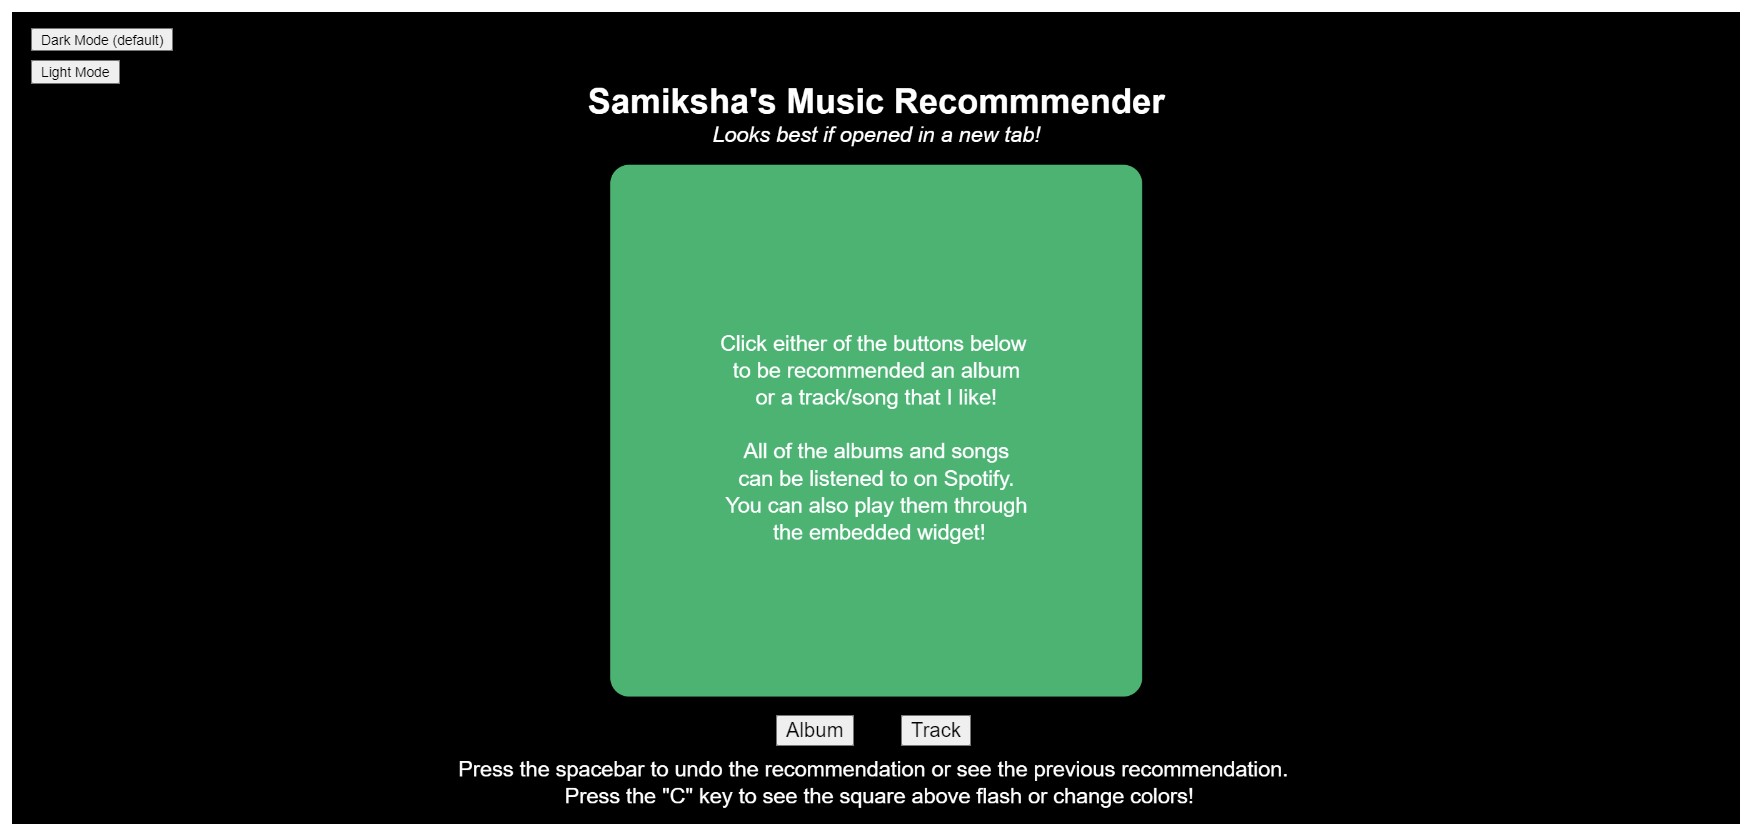 Dark Mode (default)
Light Mode
Samiksha's Music Recommmender
Looks best if opened in a new tab!
Click either of the buttons below
to be recommended an album
or a track/song that I like!
All of the albums and songs
can be listened to on Spotify.
You can also play them through
the embedded widget!
Album
Track
Press the spacebar to undo the recommendation or see the previous recommendation.
Press the "C" key to see the square above flash or change colors!